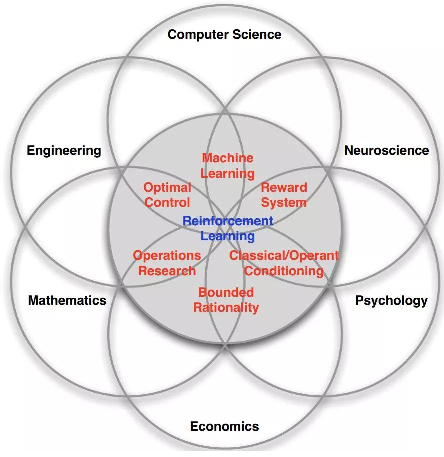 Computer Science
Engineering
Neuroscience
Machine
Learning
Optimal
Control
Reward
System
Reinforcement
Learning
Operations
Research
Classical/Operant
Conditioning
Bounded
Rationality
Mathematics
Psychology
Economics